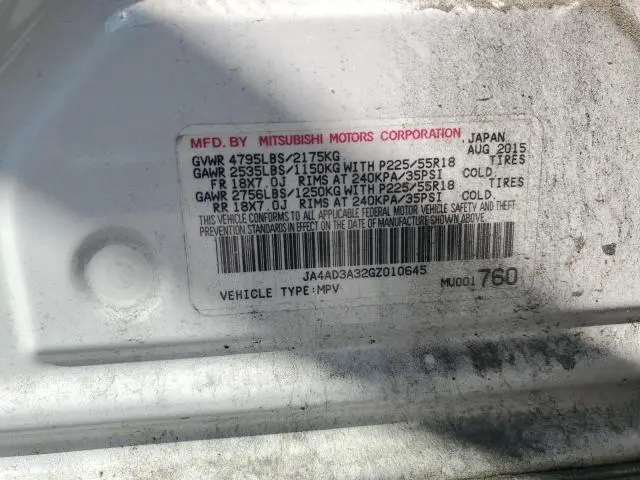 MFD. BY MITSUBISHI MOTORS CORPORATION, JAPAN
GVWR 4795LBS/2175KG AUG 2015
GAWR 2535LBS/1150KG WITH P225/55R18 TIRES
FR 18X7.0J RIMS AT 240KPA/35PSI COLD
GAWR 2756LBS/1250KG WITH P225/55R18 TIRES
RR 18X7.0J RIMS AT 240KPA/35PSI COLD.
THIS VEHICLE CONFORMS TO ALL APPLICABLE FEDERAL MOTOR VEHICLE SAFETY AND THEFT
PREVENTION STANDARDS IN EFFECT ON THE DATE OF MANUFACTURE SHOWN ABOVE.
JA4AD3A32GZ010645
VEHICLE TYPE:MPV MU001760